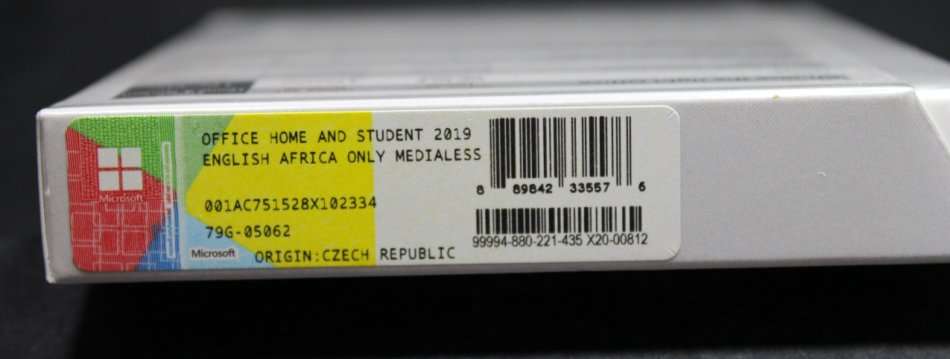 OFFICE HOME AND STUDENT 2019
ENGLISH AFRICA ONLY MEDIALESS
001AC751528X102334
79G-05062
ORIGIN:CZECH REPUBLIC
Microsoft
Microsoft
8 89842 33557 6
99994-880-221-435 X20-00812